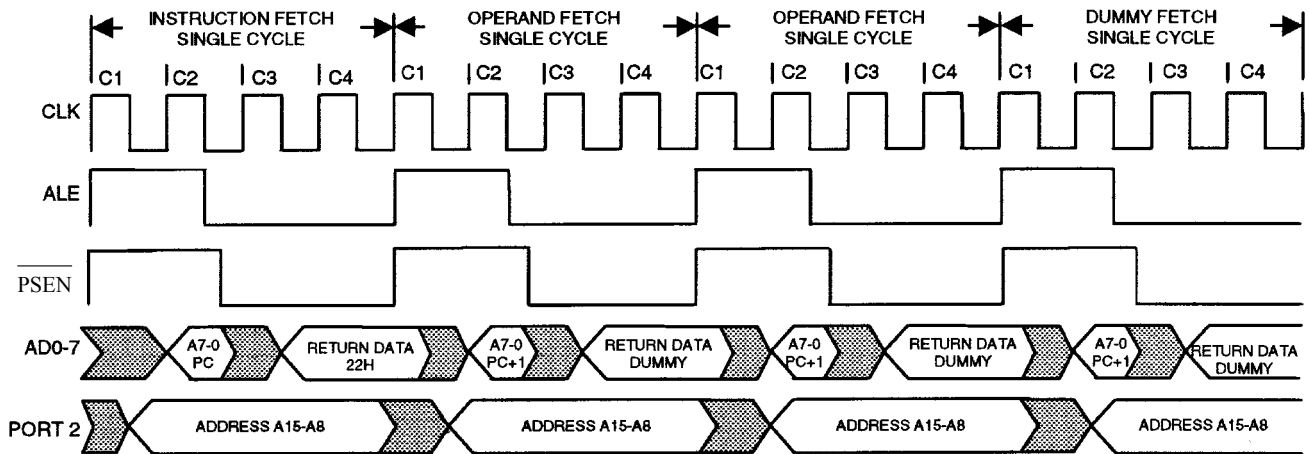 INSTRUCTION FETCH
SINGLE CYCLE
OPERAND FETCH
SINGLE CYCLE
OPERAND FETCH
SINGLE CYCLE
DUMMY FETCH
SINGLE CYCLE
C1 C2 C3 C4 C1 C2 C3 C4 C1 C2 C3 C4 C1 C2 C3 C4
CLK
ALE
PSEN
AD0-7
A7-0
PC
RETURN DATA
22H
A7-0
PC+1
RETURN DATA
DUMMY
A7-0
PC+1
RETURN DATA
DUMMY
A7-0
PC+1
RETURN DATA
DUMMY
PORT 2
ADDRESS A15-A8
ADDRESS A15-A8
ADDRESS A15-A8
ADDRESS A15-A8